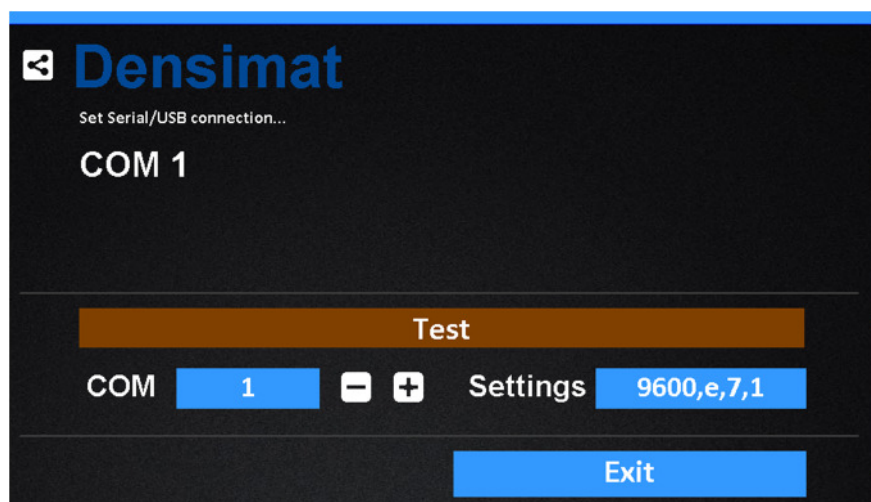 Densimat
Set Serial/USB connection...
COM 1
Test
COM 1 Settings 9600,e,7,1
Exit